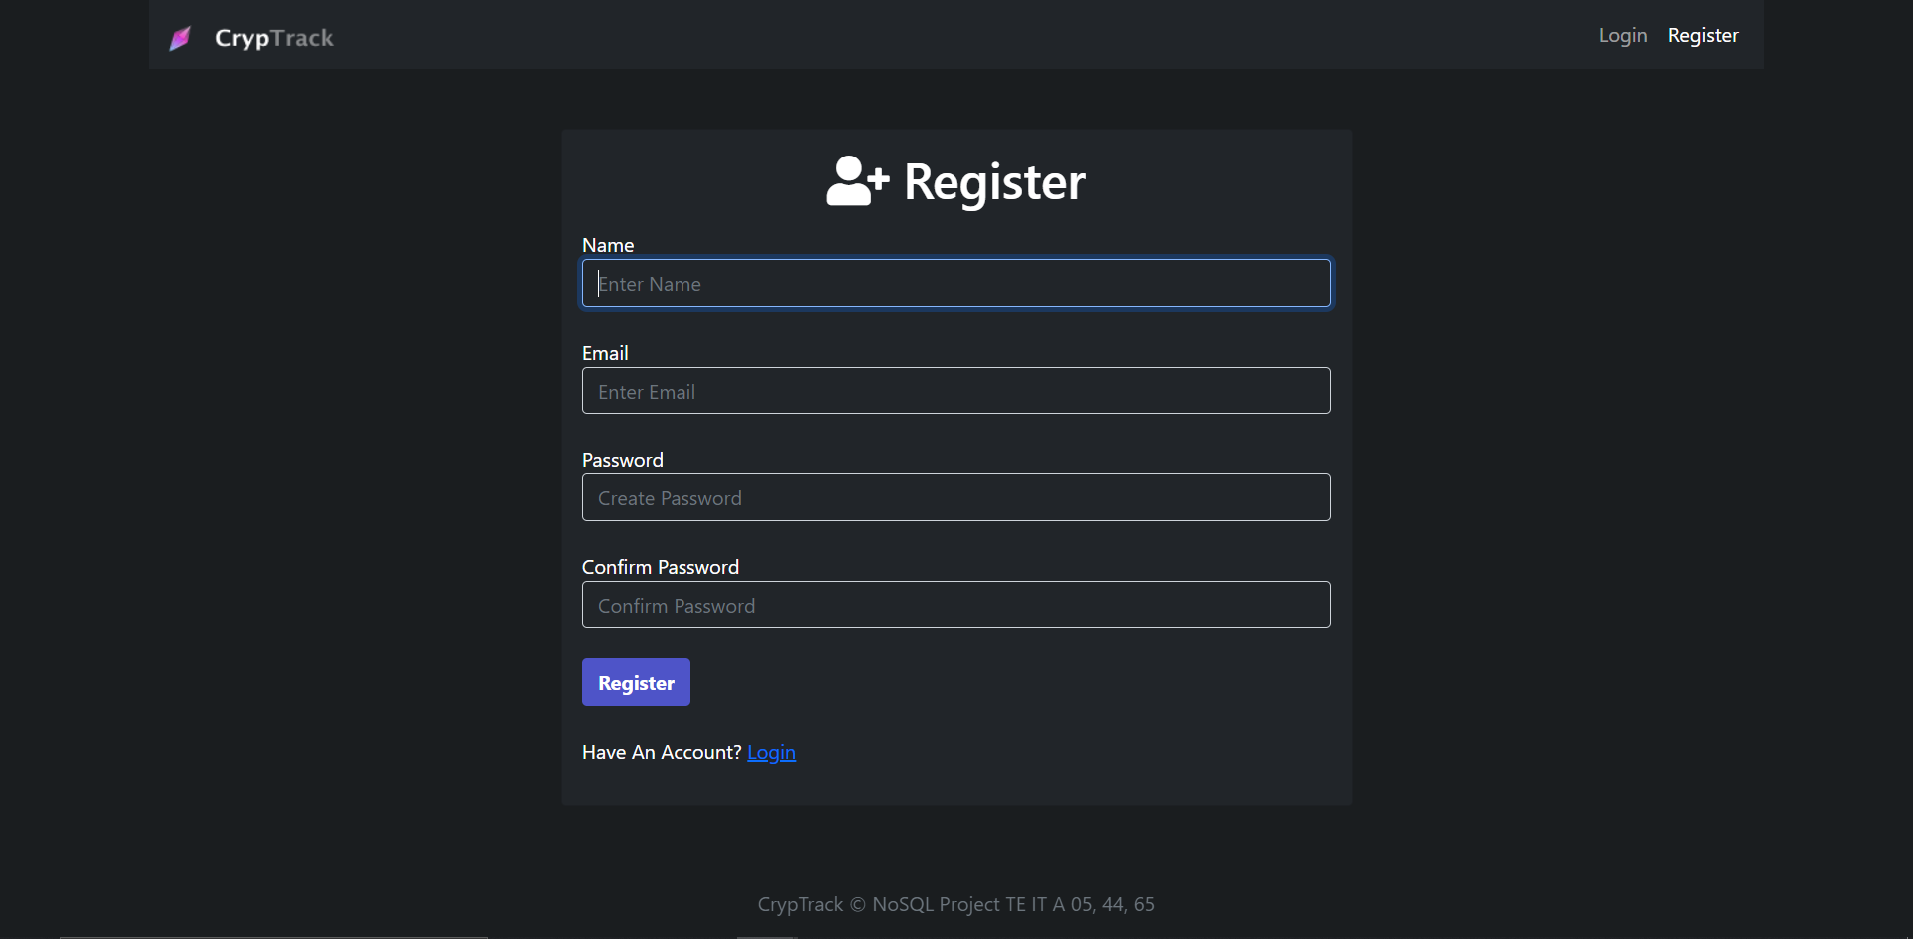 CrypTrack
Login Register
Register
Name
Enter Name
Email
Enter Email
Password
Create Password
Confirm Password
Confirm Password
Register
Have An Account? Login
CrypTrack © NoSQL Project TE IT A 05, 44, 65